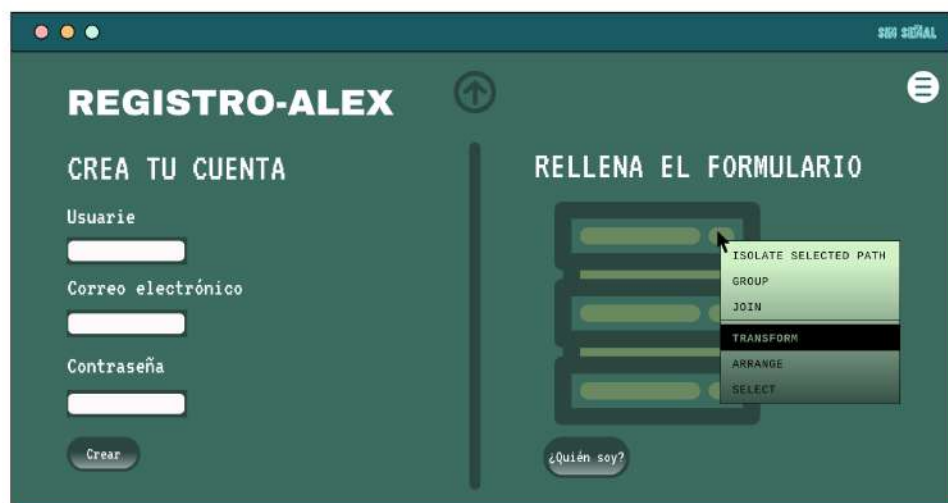 SIN SEÑAL
REGISTRO-ALEX
CREA TU CUENTA
Usuarie
Correo electrónico
Contraseña
Crear
RELLENA EL FORMULARIO
ISOLATE SELECTED PATH
GROUP
JOIN
TRANSFORM
ARRANGE
SELECT
¿Quién soy?